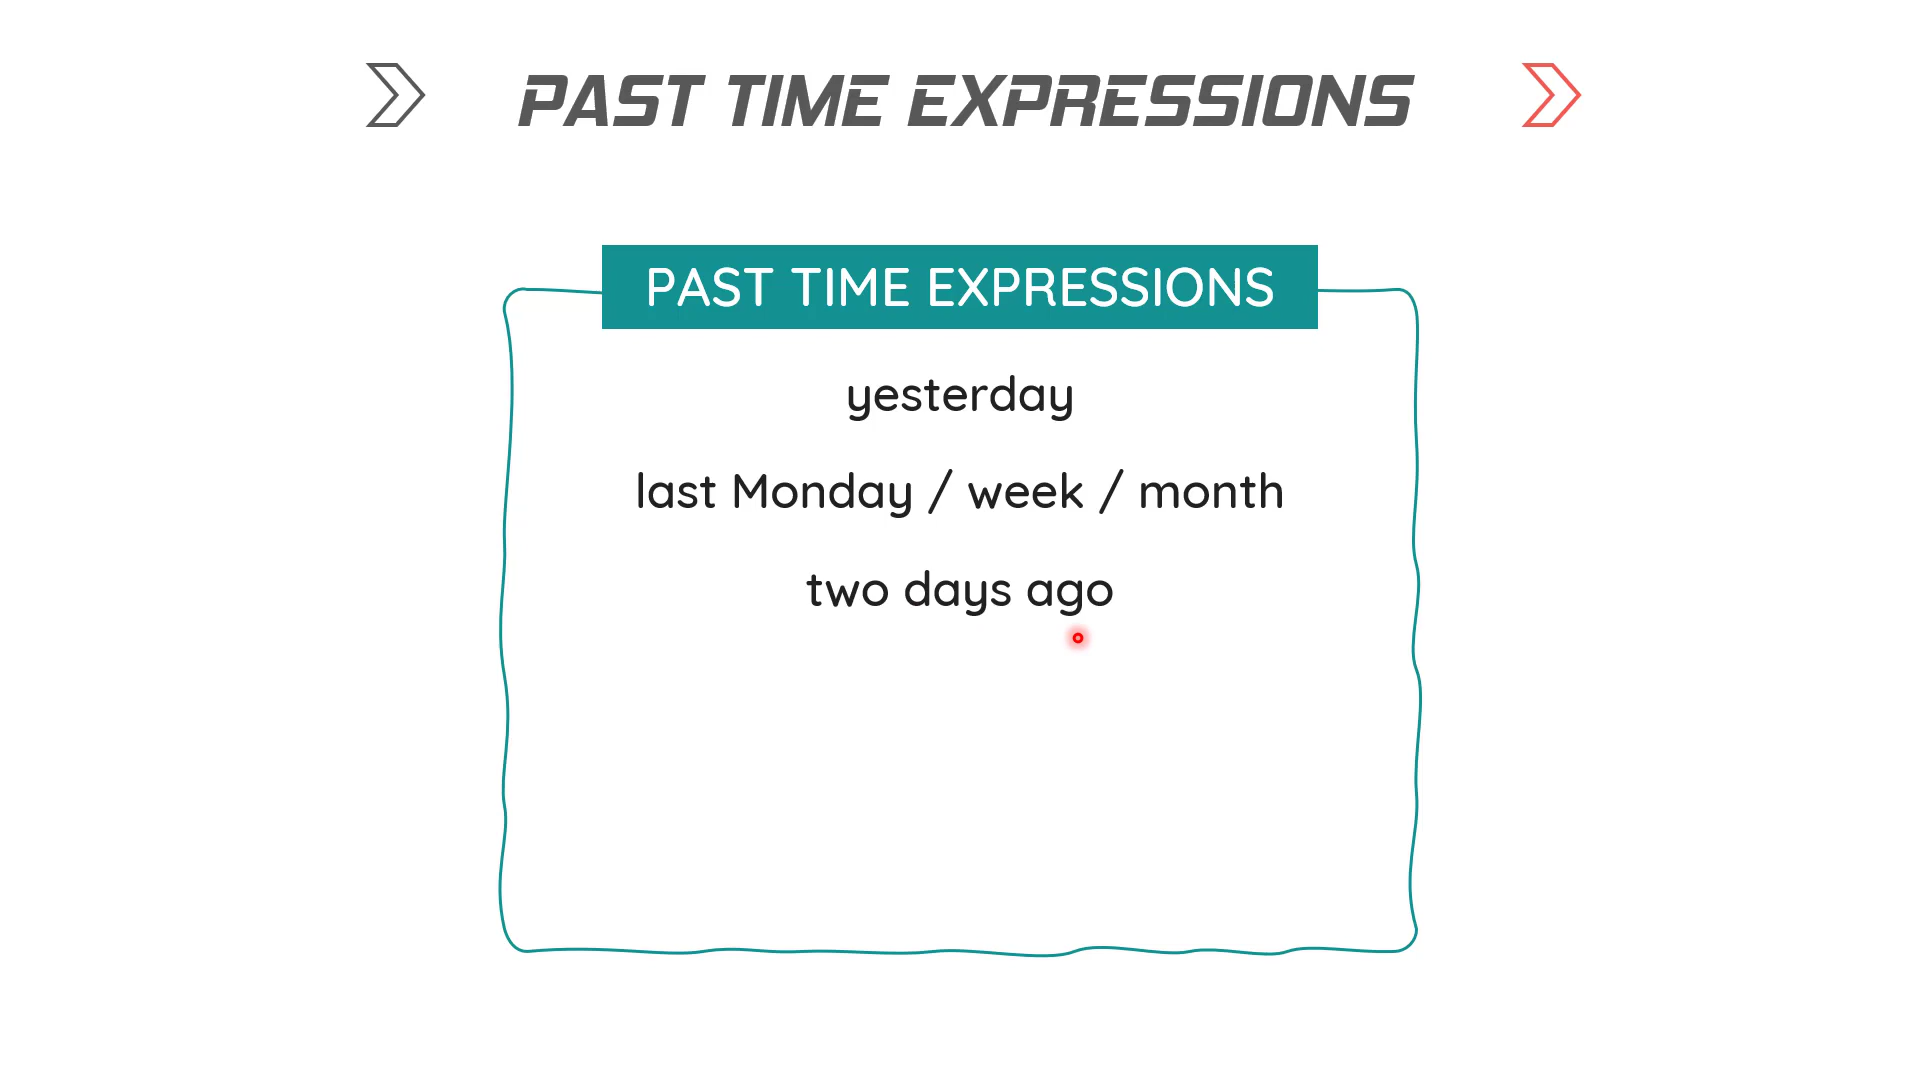 PAST TIME EXPRESSIONS
PAST TIME EXPRESSIONS
yesterday
last Monday / week / month
two days ago